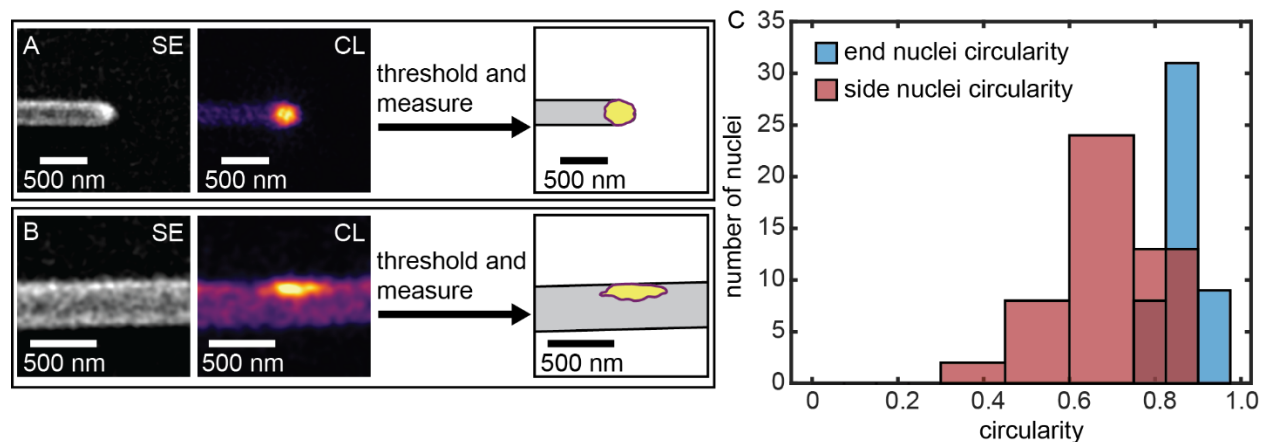 A
SE
CL
500 nm
500 nm
threshold and
measure
500 nm
B
SE
CL
500 nm
500 nm
threshold and
measure
500 nm
C
number of nuclei
35
30
25
20
15
10
5
0
end nuclei circularity
side nuclei circularity
0
0.2
0.4
0.6
0.8
1.0
circularity